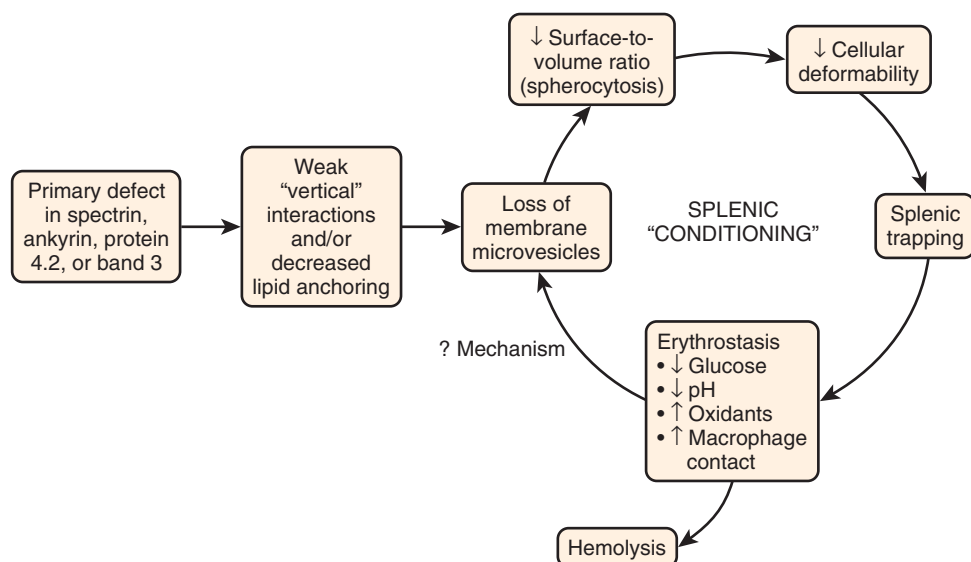 Primary defect
in spectrin,
ankyrin, protein
4.2, or band 3
Weak
“vertical”
interactions
and/or
decreased
lipid anchoring
Loss of
membrane
microvesicles
↓ Surface-to-
volume ratio
(spherocytosis)
↓ Cellular
deformability
Splenic
trapping
SPLENIC
“CONDITIONING”
Erythrostasis
• ↓ Glucose
• ↓ pH
• ↑ Oxidants
• ↑ Macrophage
contact
? Mechanism
Hemolysis